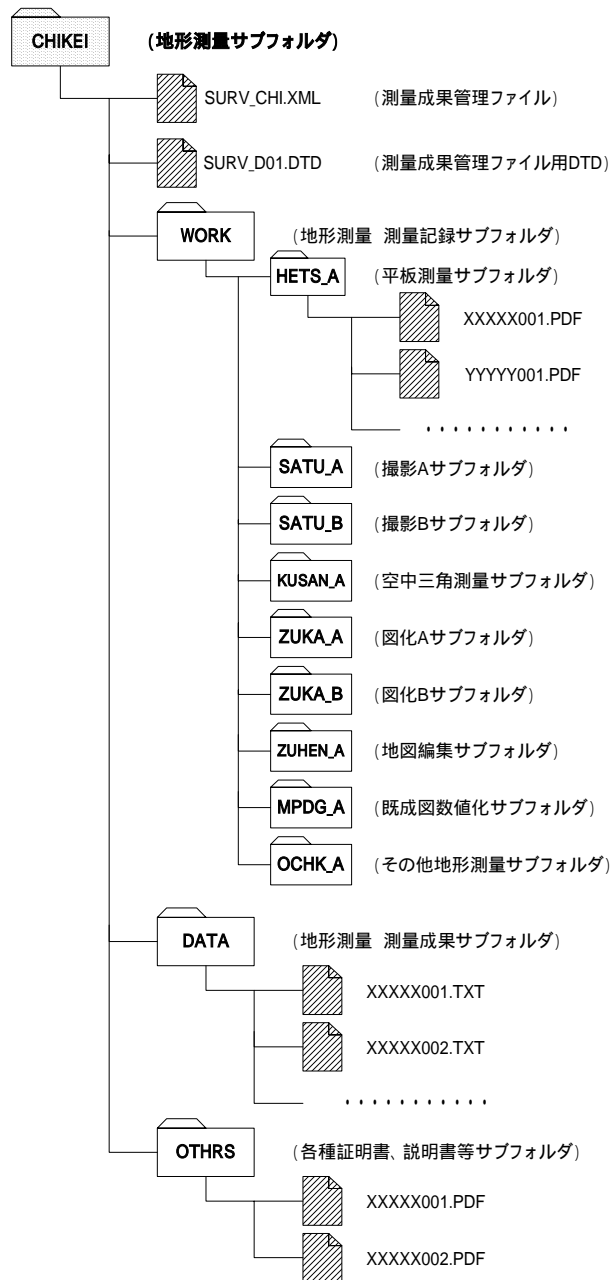 CHIKEI (地形測量サブフォルダ)
SURV_CHI.XML (測量成果管理ファイル)
SURV_D01.DTD (測量成果管理ファイル用DTD)
WORK (地形測量 測量記録サブフォルダ)
HETS_A (平板測量サブフォルダ)
XXXXX001.PDF
YYYYY001.PDF
・・・・・・・・・・・
SATU_A (撮影Aサブフォルダ)
SATU_B (撮影Bサブフォルダ)
KUSAN_A (空中三角測量サブフォルダ)
ZUKA_A (図化Aサブフォルダ)
ZUKA_B (図化Bサブフォルダ)
ZUHEN_A (地図編集サブフォルダ)
MPDG_A (既成図数値化サブフォルダ)
OCHK_A (その他地形測量サブフォルダ)
DATA (地形測量 測量成果サブフォルダ)
XXXXX001.TXT
XXXXX002.TXT
・・・・・・・・・・・
OTHRS (各種証明書、説明書等サブフォルダ)
XXXXX001.PDF
XXXXX002.PDF